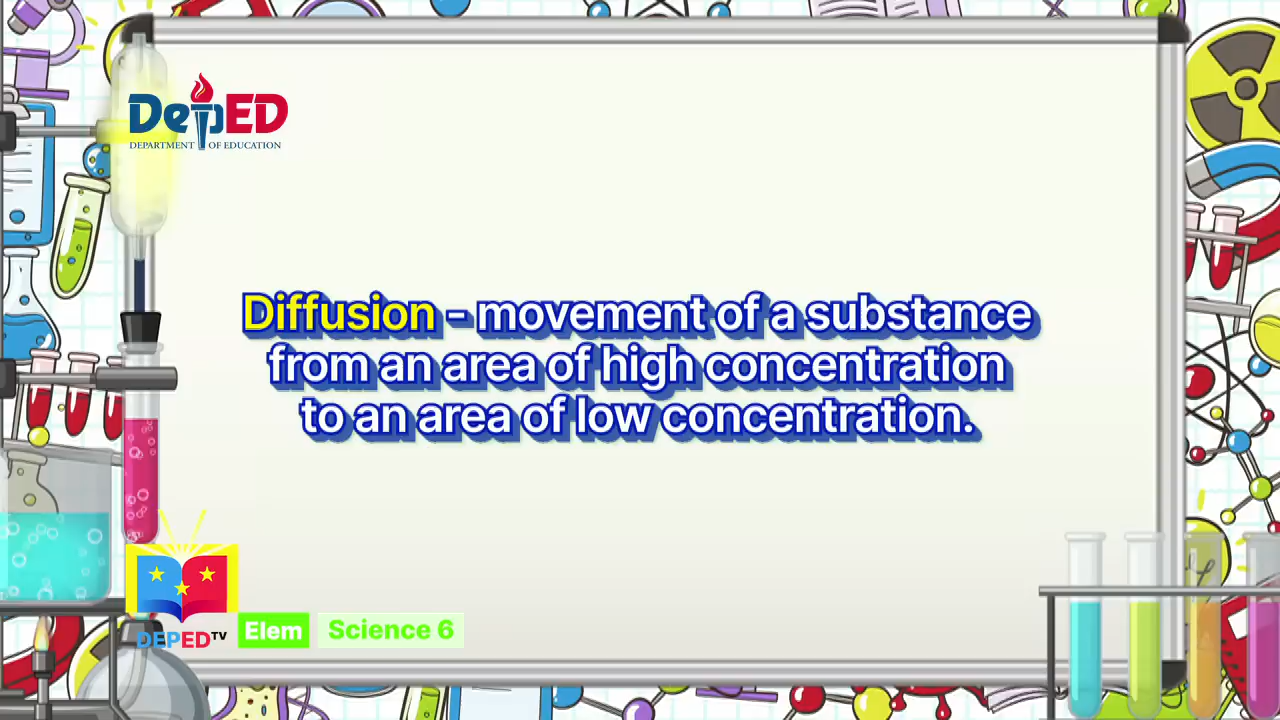 DepED
DEPARTMENT OF EDUCATION
Diffusion - movement of a substance
from an area of high concentration
to an area of low concentration.
DEPED TV
Elem
Science 6